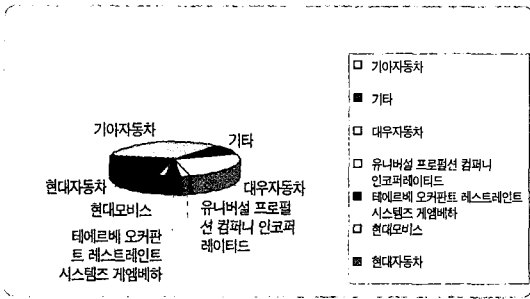 기아자동차
기타
현대자동차
대우자동차
현대모비스
유니버설 프로필
션 컴퍼니 인코퍼
레이티드
테에르베 오커판
트 레스트레인트
시스템즈 게엠베하
기아자동차
기타
대우자동차
유니버설 프로필션 컴퍼니
인코퍼레이티드
테에르베 오커판트 레스트레인트
시스템즈 게엠베하
현대모비스
현대자동차